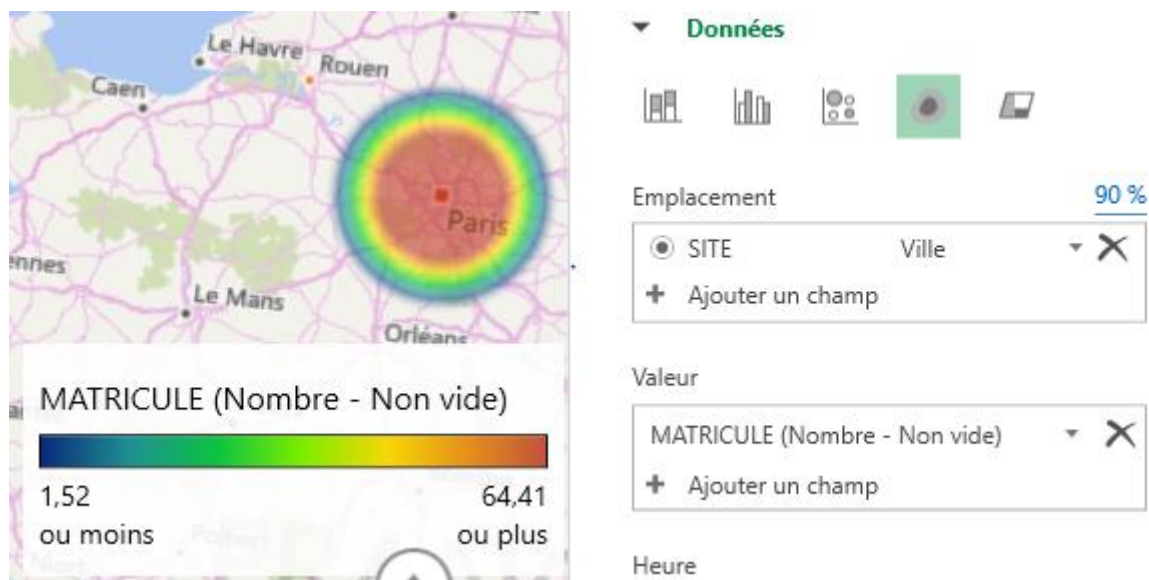 Le Havre
Rouen
Caen
Paris
ennes
Le Mans
Orléans
MATRICULE (Nombre - Non vide)
1,52
64,41
ou moins
ou plus
Données
Emplacement
90 %
SITE
Ville
Ajouter un champ
Valeur
MATRICULE (Nombre - Non vide)
Ajouter un champ
Heure